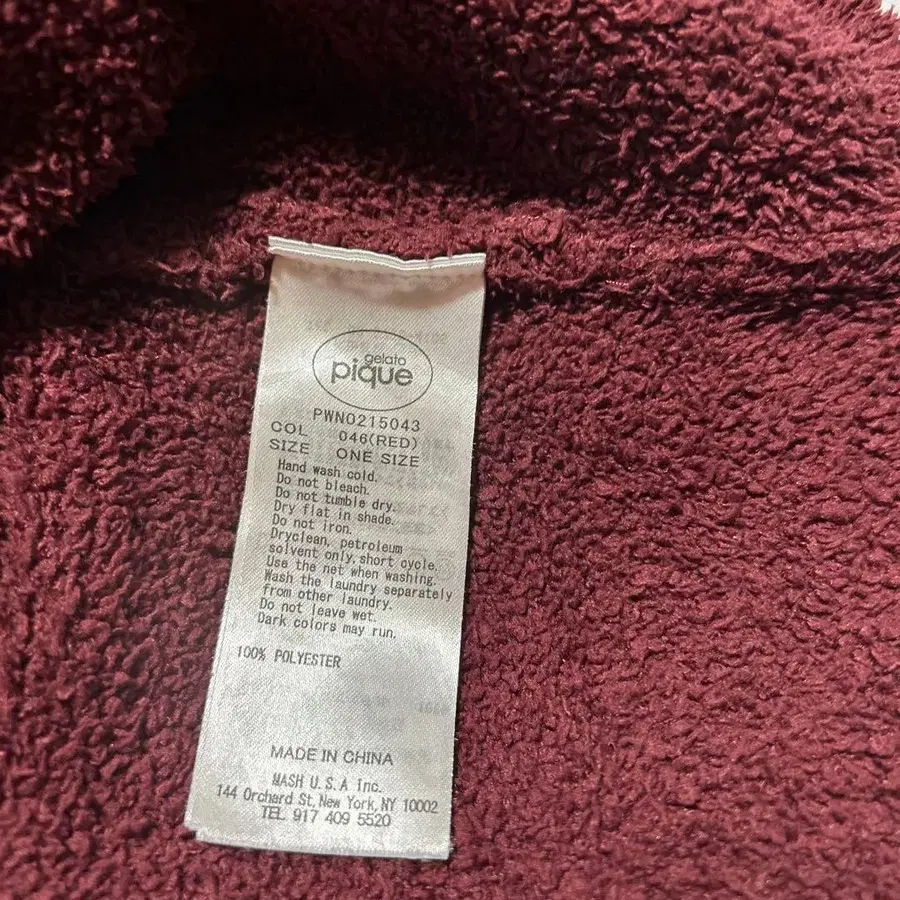 gelato
pique
PWNO215043
COL 046(RED)
SIZE ONE SIZE
Hand wash cold.
Do not bleach.
Do not tumble dry.
Dry flat in shade.
Do not iron.
Dryclean, petroleum
solvent only, short cycle.
Use the net when washing.
Wash the laundry separately
from other laundry.
Do not leave wet.
Dark colors may run.
100% POLYESTER
MADE IN CHINA
MASH U.S.A Inc.
144 Orchard St, New York, NY 10002
TEL 917 409 5520